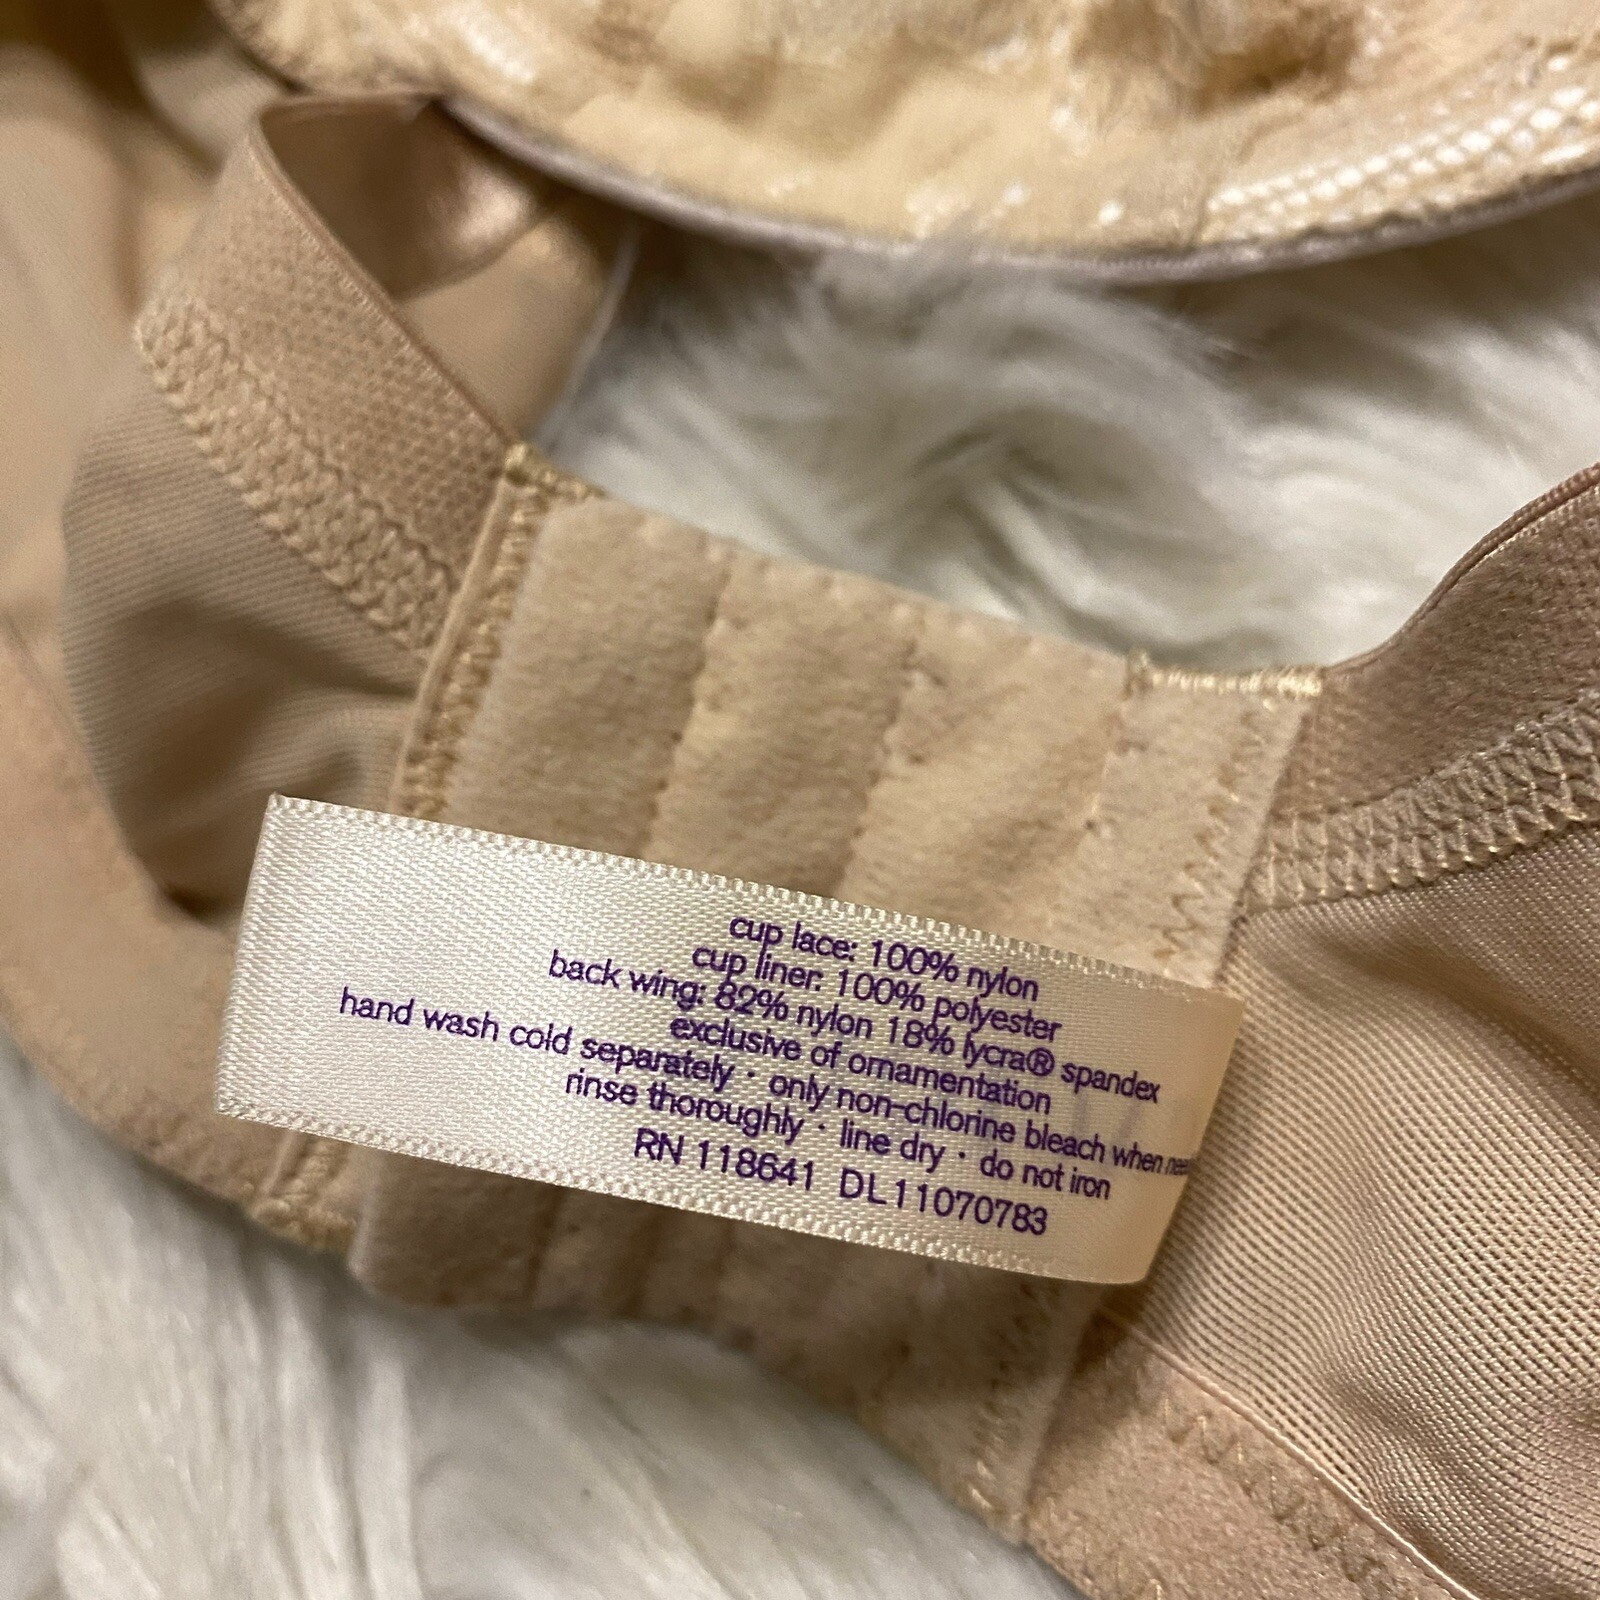 cup lace: 100% nylon
cup liner: 100% polyester
back wing: 82% nylon 18% lycra® spandex
exclusive of ornamentation
hand wash cold separately · only non-chlorine bleach when
rinse thoroughly · line dry · do not iron
RN 118641 DL11070783